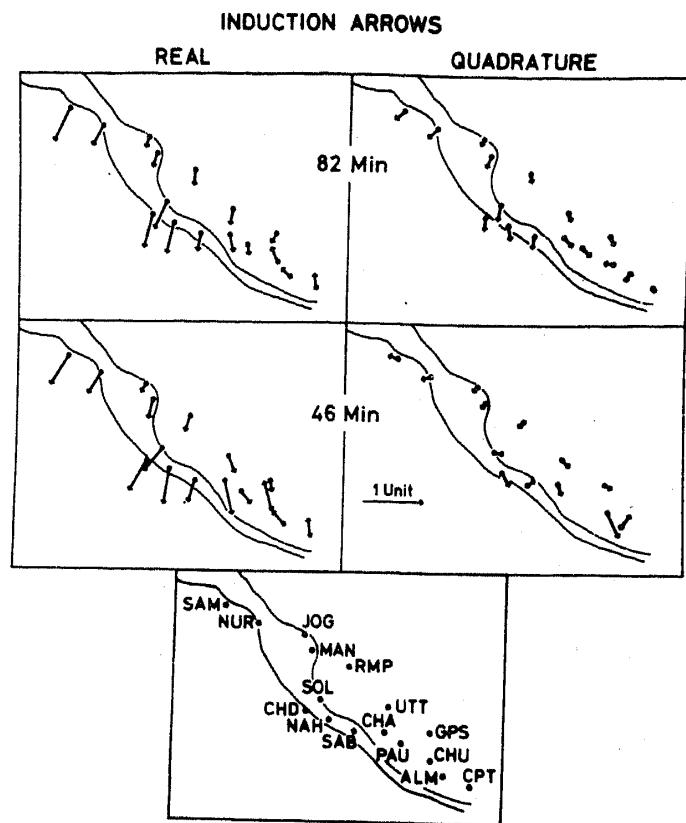 INDUCTION ARROWS
REAL
QUADRATURE
82 Min
46 Min
1 Unit
SAM
NUR
JOG
MAN
RMP
SOL
CHD
NAH
SAB
CHA
UTT
PAU
GPS
CHU
ALM
CPT